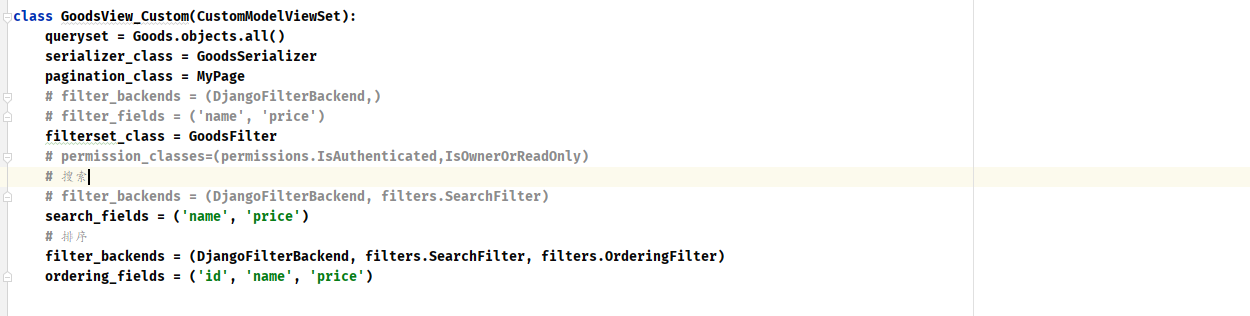 class GoodsView_Custom(CustomModelViewSet):
    queryset = Goods.objects.all()
    serializer_class = GoodsSerializer
    pagination_class = MyPage
    # filter_backends = (DjangoFilterBackend,)
    # filter_fields = ('name', 'price')
    filterset_class = GoodsFilter
    # permission_classes=(permissions.IsAuthenticated,IsOwnerOrReadOnly)
    # 搜索
    # filter_backends = (DjangoFilterBackend, filters.SearchFilter)
    search_fields = ('name', 'price')
    # 排序
    filter_backends = (DjangoFilterBackend, filters.SearchFilter, filters.OrderingFilter)
    ordering_fields = ('id', 'name', 'price')